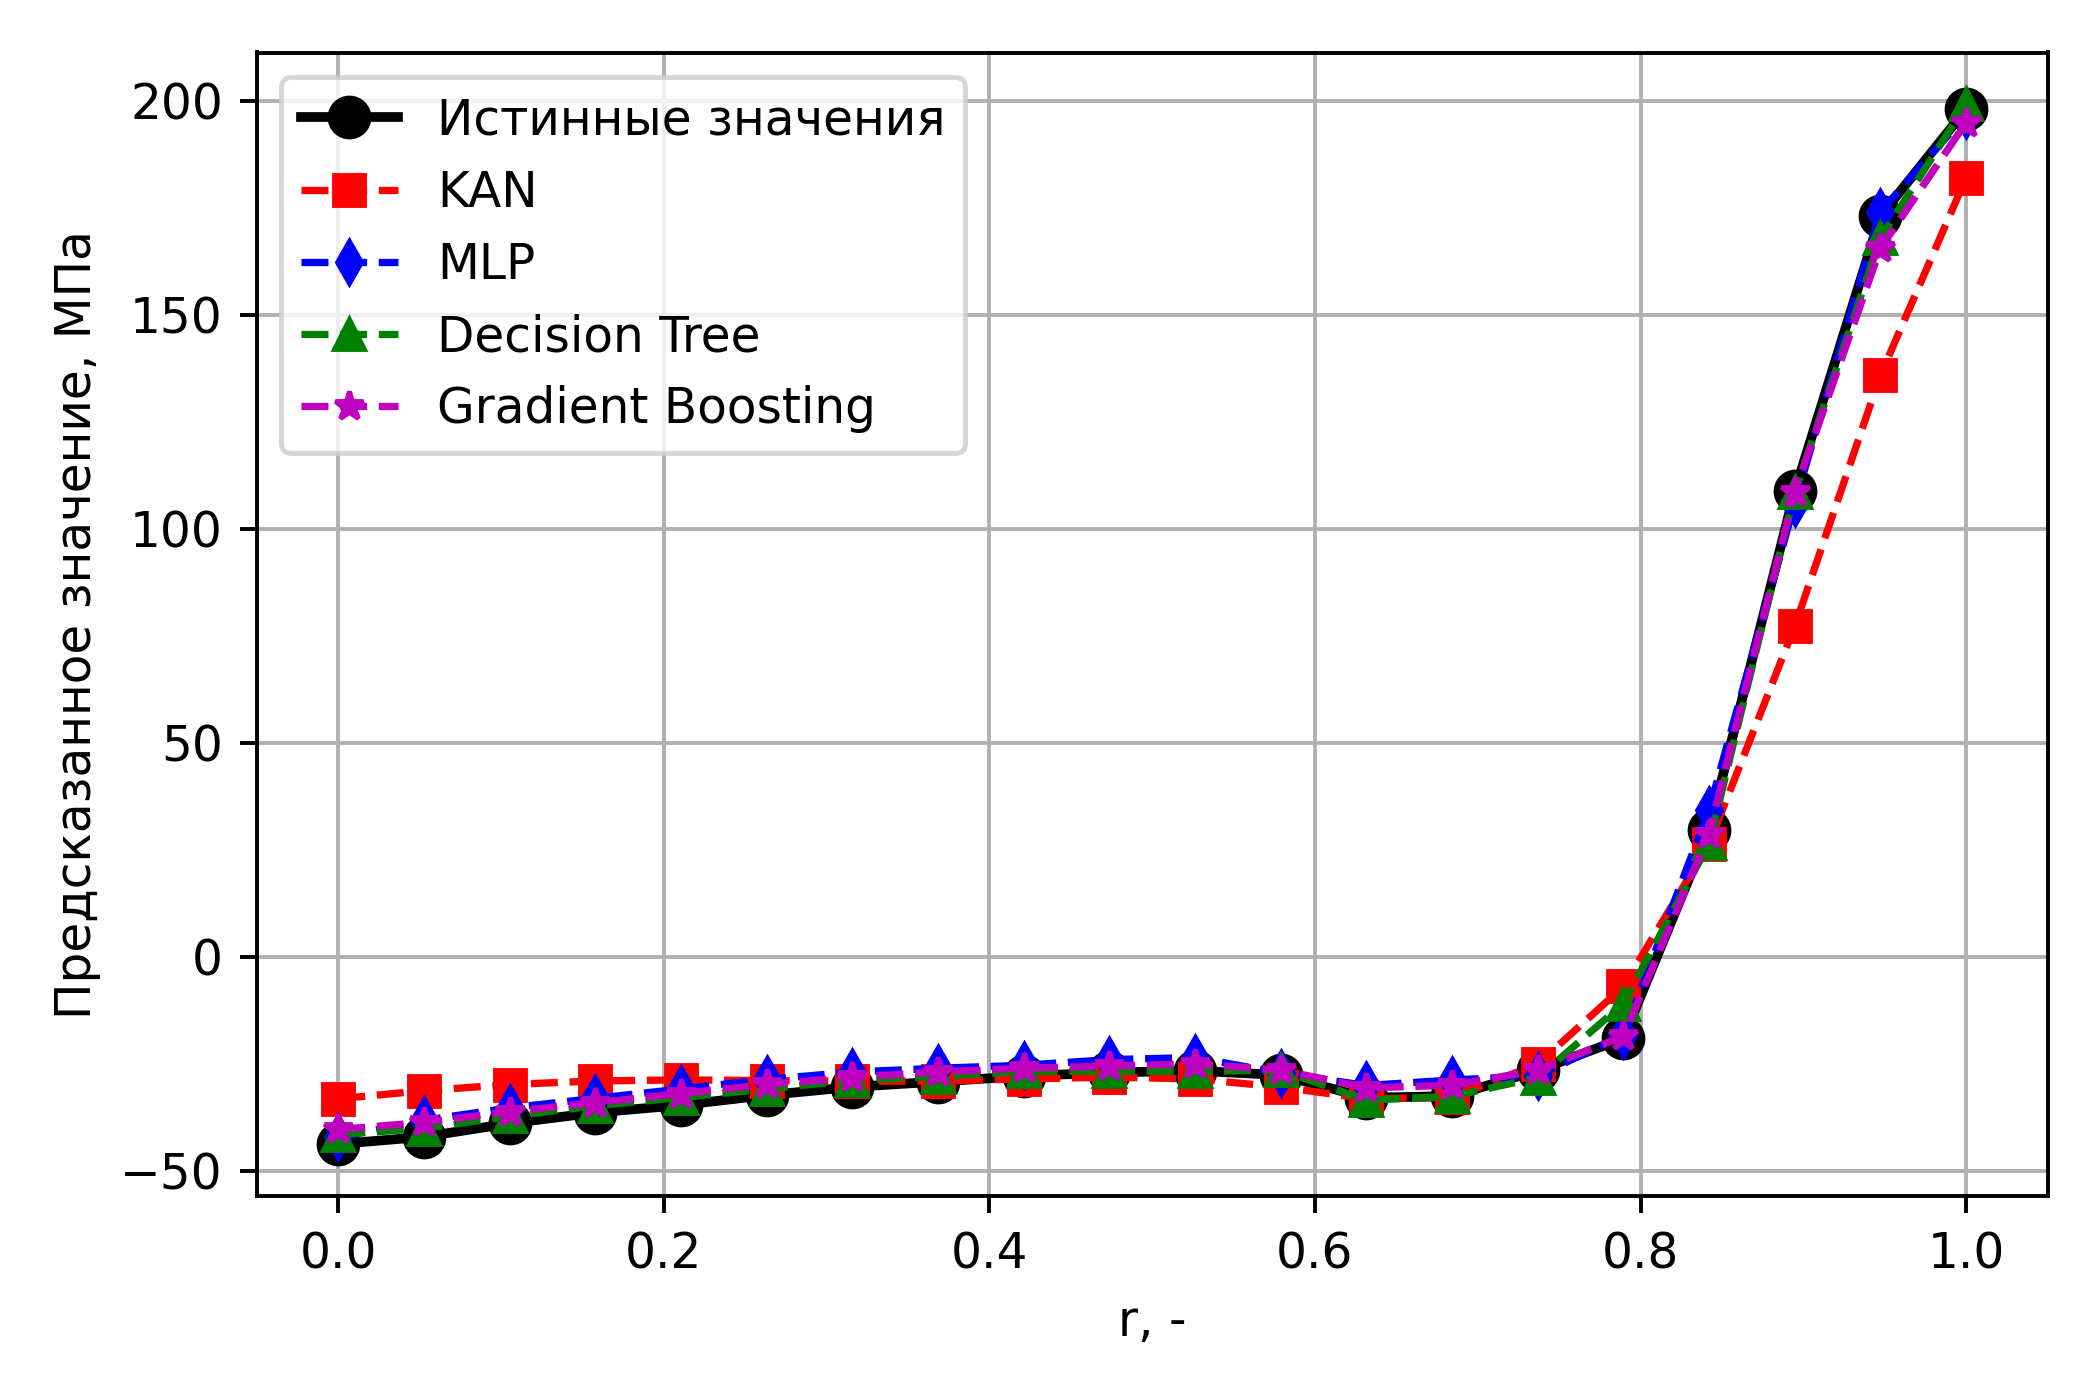 Предсказанное значение, МПа
200
150
100
50
0
−50
Истинные значения
KAN
MLP
Decision Tree
Gradient Boosting
0.0
0.2
0.4
0.6
0.8
1.0
r, -